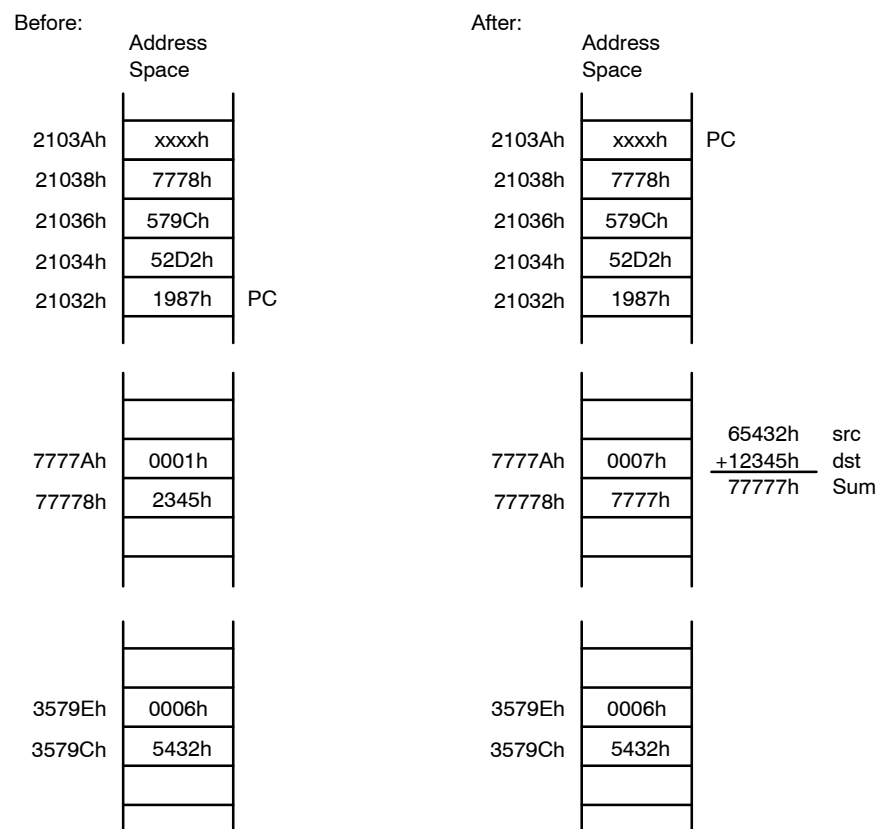 Before:
After:
Address
Space
Address
Space
2103Ah xxxxh
2103Ah xxxxh PC
21038h 7778h
21038h 7778h
21036h 579Ch
21036h 579Ch
21034h 52D2h
21034h 52D2h
21032h 1987h PC
21032h 1987h
65432h src
7777Ah 0001h
7777Ah 0007h +12345h dst
77778h 2345h
77778h 7777h 77777h Sum
3579Eh 0006h
3579Eh 0006h
3579Ch 5432h
3579Ch 5432h